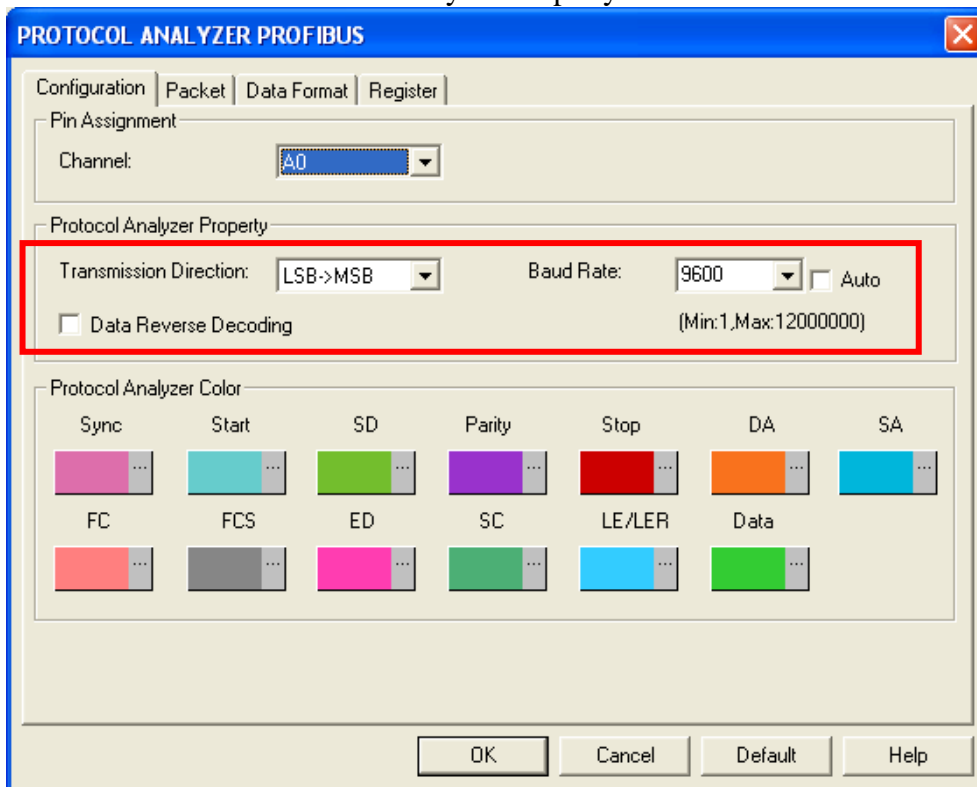 PROTOCOL ANALYZER PROFIBUS
Configuration Packet Data Format Register
Pin Assignment
Channel: A0
Protocol Analyzer Property
Transmission Direction: LSB->MSB Baud Rate: 9600 Auto
Data Reverse Decoding (Min:1,Max:12000000)
Protocol Analyzer Color
Sync Start SD Parity Stop DA SA
... ... ... ... ... ... ...
FC FCS ED SC LE/LER Data
... ... ... ... ... ...
OK Cancel Default Help